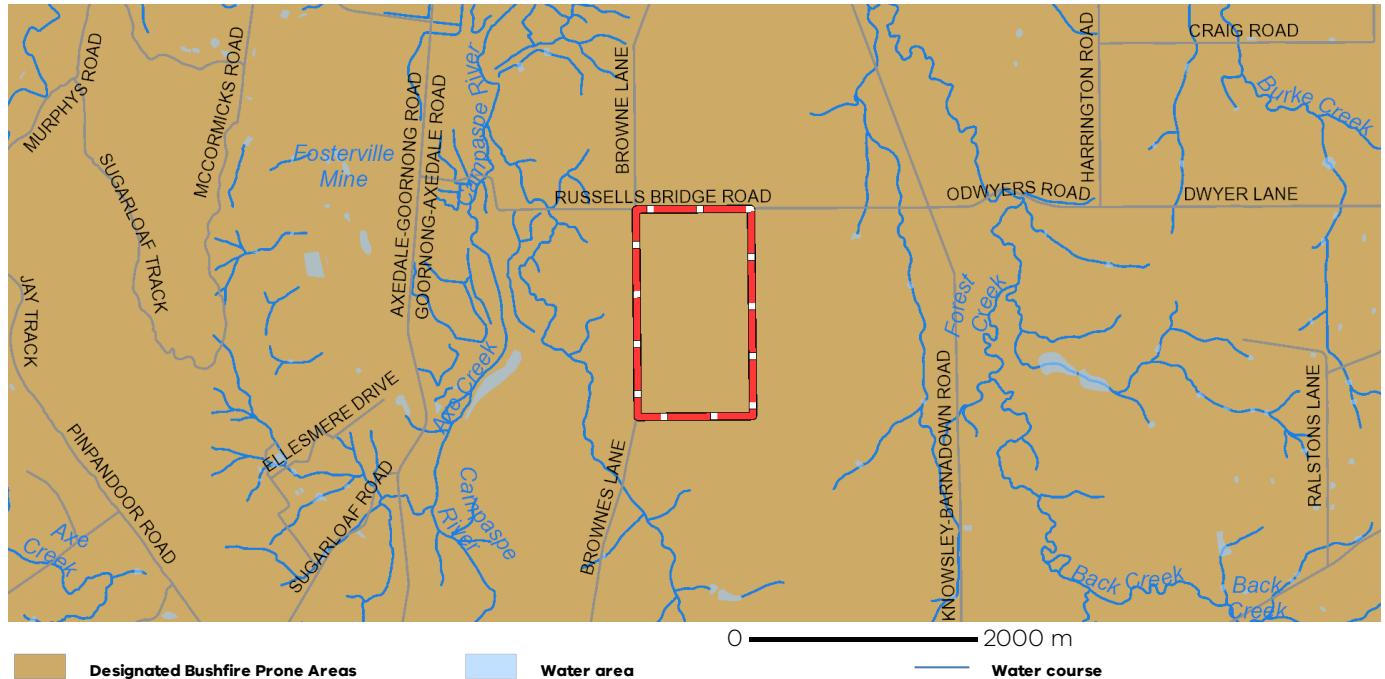 CRAIG ROAD
MURPHYS ROAD
MCCORMICKS ROAD
AXEDALE-GOORNONG ROAD
GOORNONG-AXEDALE ROAD
Campaspe River
BROWNE LANE
HARRINGTON ROAD
Burke Creek
Fosterville
Mine
SUGARLOAF TRACK
RUSSELLS BRIDGE ROAD
ODWYERS ROAD
DWYER LANE
JAY TRACK
Forest
Creek
Axe Creek
ELLESMERE DRIVE
KNOWSLEY-BARNADOWN ROAD
RALSTONS LANE
PINPANDOOR ROAD
SUGARLOAF ROAD
Campaspe
River
BROWNES LANE
Axe
Creek
Back Creek
Back
Creek
0 2000 m
Designated Bushfire Prone Areas
Water area
Water course